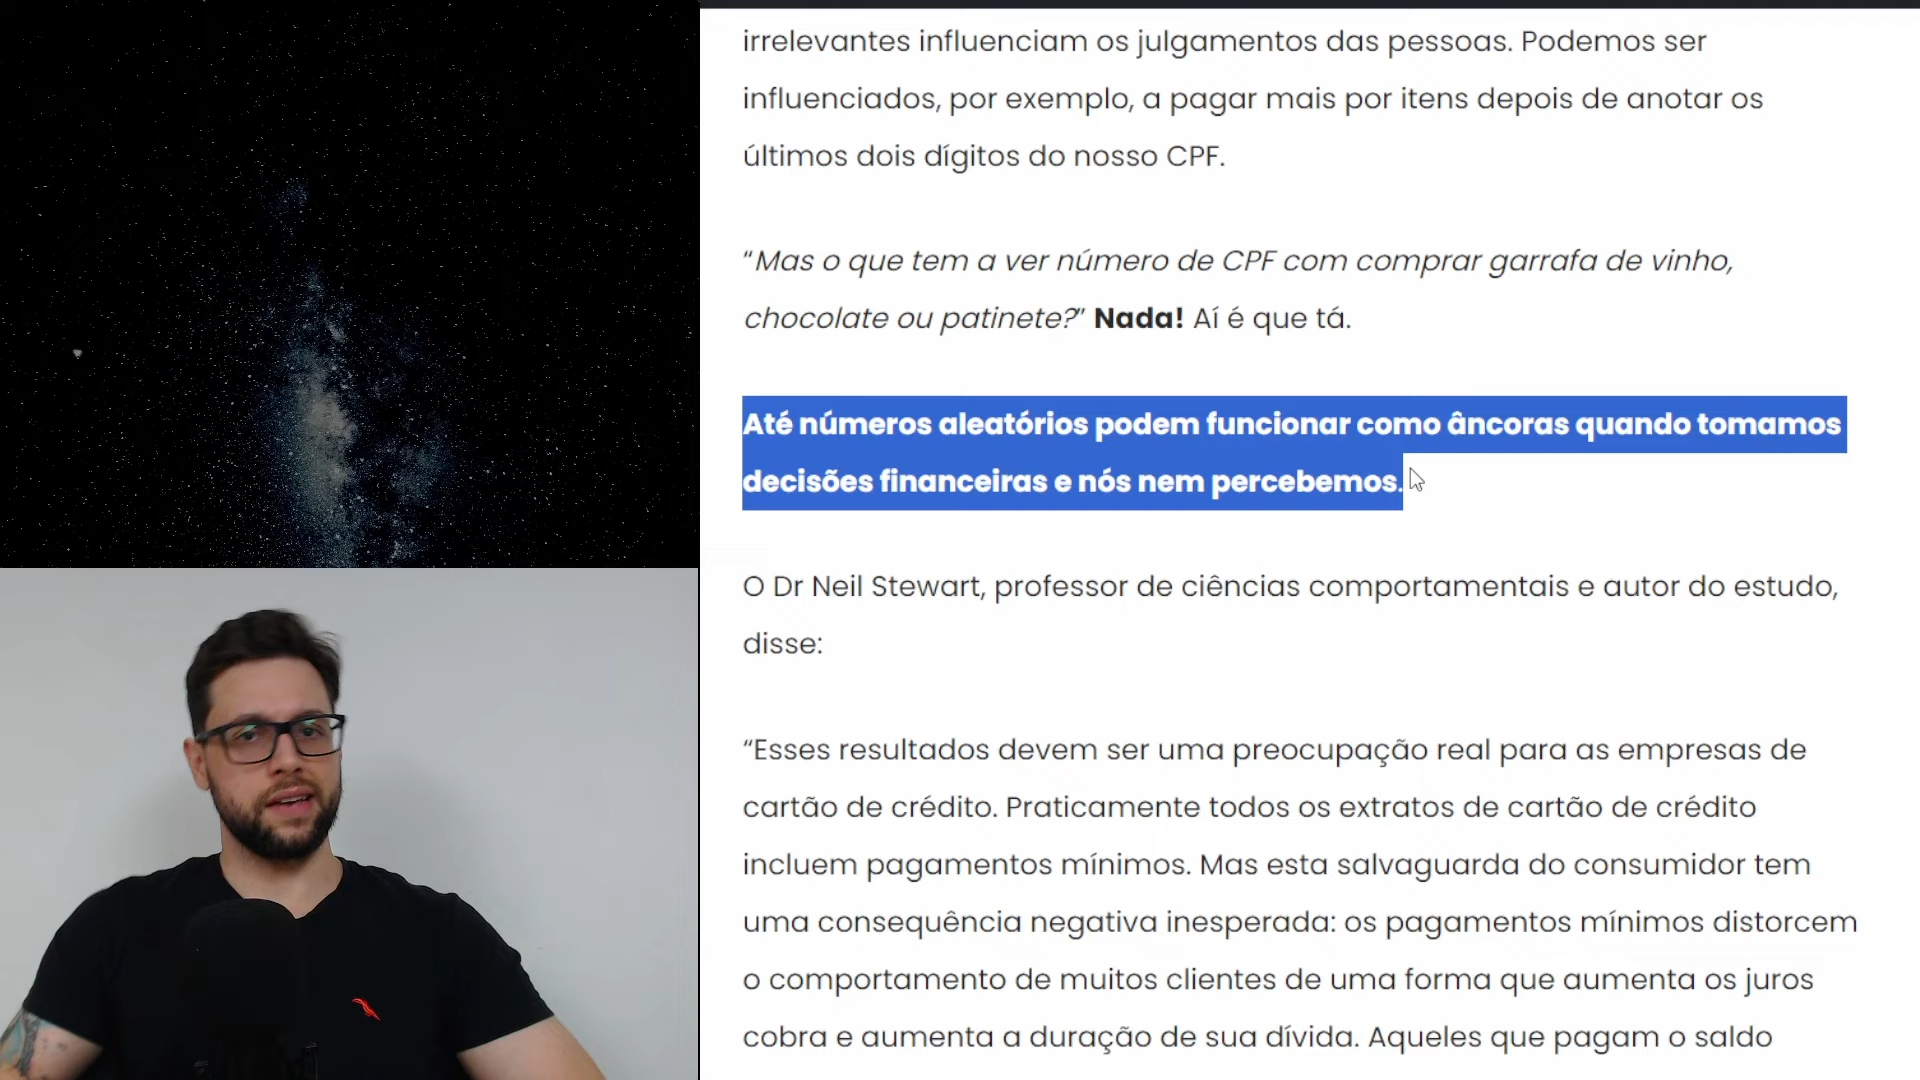 irrelevantes influenciam os julgamentos das pessoas. Podemos ser
influenciados, por exemplo, a pagar mais por itens depois de anotar os
últimos dois dígitos do nosso CPF.
“Mas o que tem a ver número de CPF com comprar garrafa de vinho,
chocolate ou patinete?” Nada! Aí é que tá.
Até números aleatórios podem funcionar como âncoras quando tomamos
decisões financeiras e nós nem percebemos.
O Dr Neil Stewart, professor de ciências comportamentais e autor do estudo,
disse:
“Esses resultados devem ser uma preocupação real para as empresas de
cartão de crédito. Praticamente todos os extratos de cartão de crédito
incluem pagamentos mínimos. Mas esta salvaguarda do consumidor tem
uma consequência negativa inesperada: os pagamentos mínimos distorcem
o comportamento de muitos clientes de uma forma que aumenta os juros
cobra e aumenta a duração de sua dívida. Aqueles que pagam o saldo